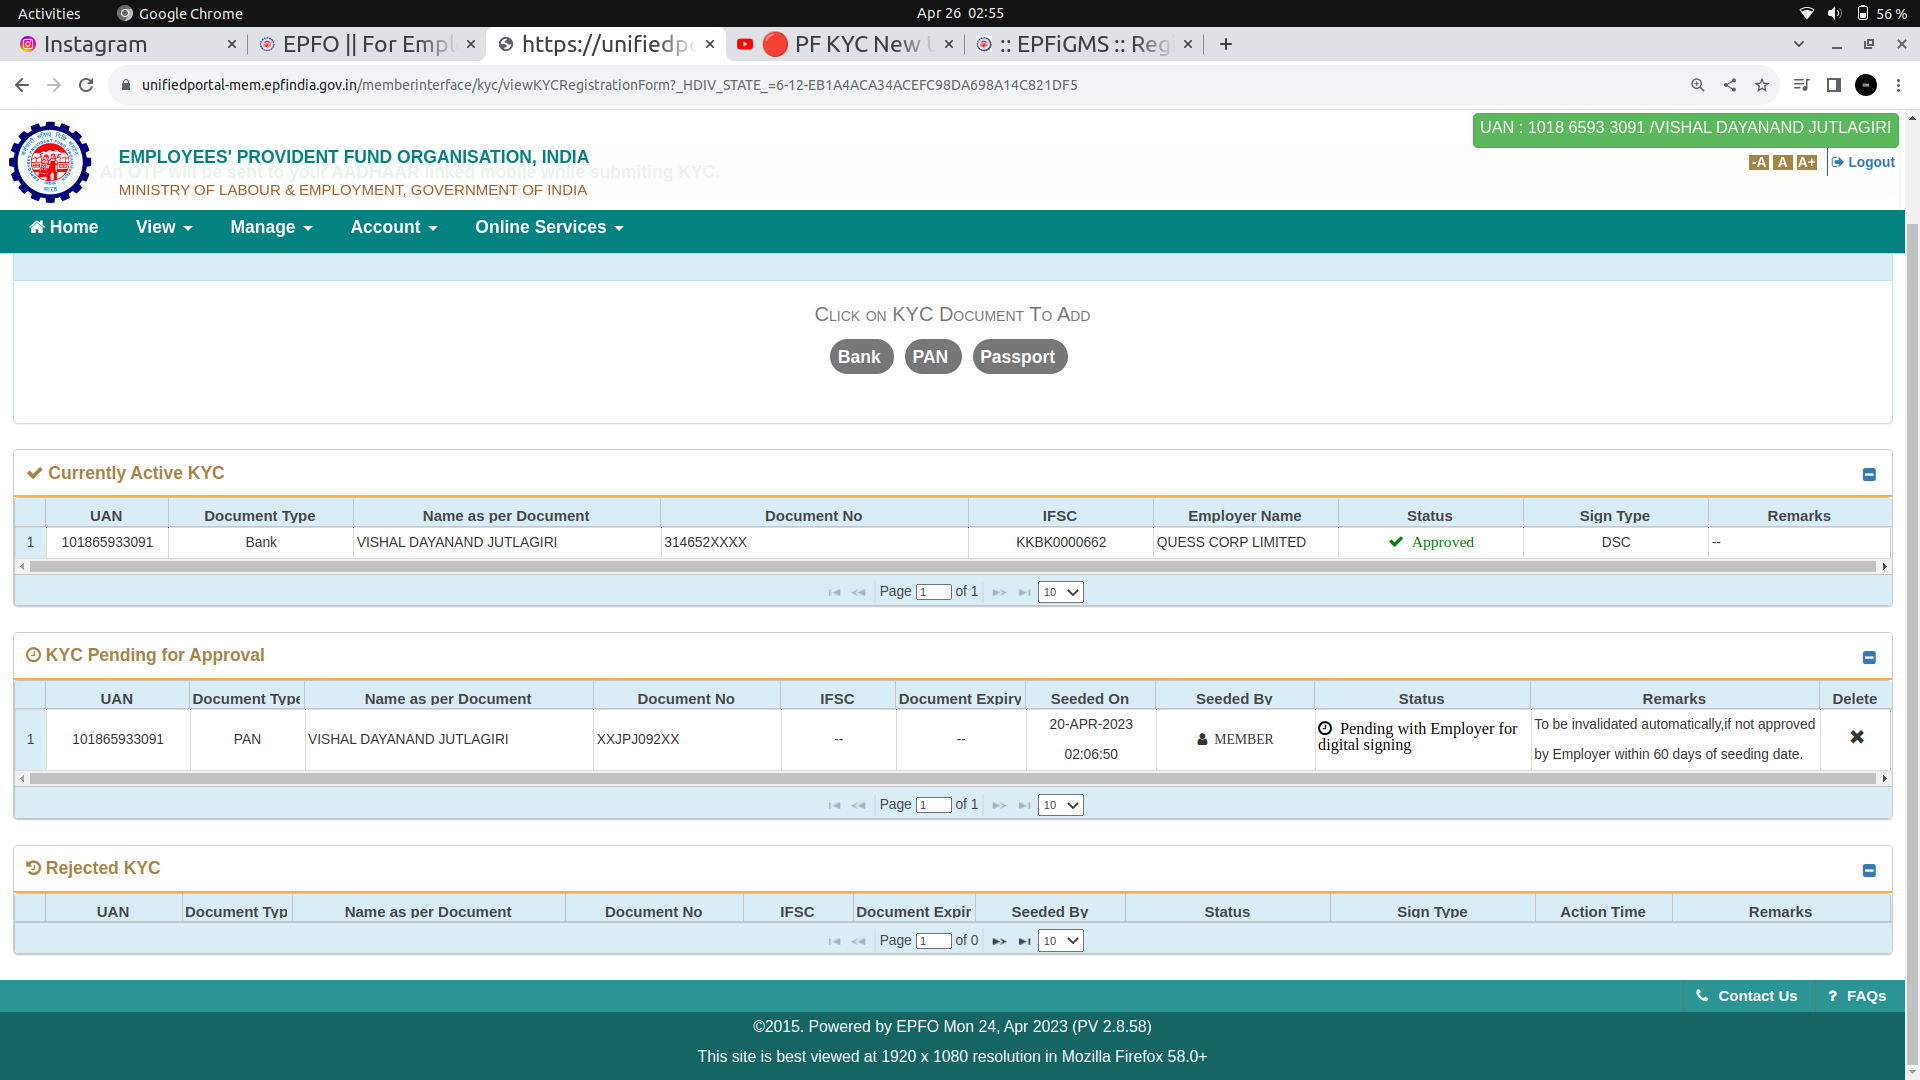 Activities Google Chrome Apr 26 02:55 56 %
Instagram EPFO || For Empl https://unifiedp PF KYC New :: EPFiGMS :: Reg
unifiedportal-mem.epfindia.gov.in/memberinterface/kyc/viewKYCRegistrationForm?_HDIV_STATE_=6-12-EB1A4ACA34ACEFC98DA698A14C821DF5
UAN : 1018 6593 3091 /VISHAL DAYANAND JUTLAGIRI
EMPLOYEES' PROVIDENT FUND ORGANISATION, INDIA
-A A A+ Logout
An OTP will be sent to your AADHAAR linked mobile while submiting KYC.
MINISTRY OF LABOUR & EMPLOYMENT, GOVERNMENT OF INDIA
Home View Manage Account Online Services
Click on KYC Document To Add
Bank PAN Passport
Currently Active KYC
UAN Document Type Name as per Document Document No IFSC Employer Name Status Sign Type Remarks
1 101865933091 Bank VISHAL DAYANAND JUTLAGIRI 314652XXXX KKBK0000662 QUESS CORP LIMITED Approved DSC --
Page 1 of 1 10
KYC Pending for Approval
UAN Document Type Name as per Document Document No IFSC Document Expiry Seeded On Seeded By Status Remarks Delete
1 101865933091 PAN VISHAL DAYANAND JUTLAGIRI XXJPJ092XX -- -- 20-APR-2023 02:06:50 MEMBER Pending with Employer for digital signing To be invalidated automatically,if not approved by Employer within 60 days of seeding date.
Page 1 of 1 10
Rejected KYC
UAN Document Typ Name as per Document Document No IFSC Document Expir Seeded By Status Sign Type Action Time Remarks
Page 1 of 0 10
Contact Us ? FAQs
©2015. Powered by EPFO Mon 24, Apr 2023 (PV 2.8.58)
This site is best viewed at 1920 x 1080 resolution in Mozilla Firefox 58.0+